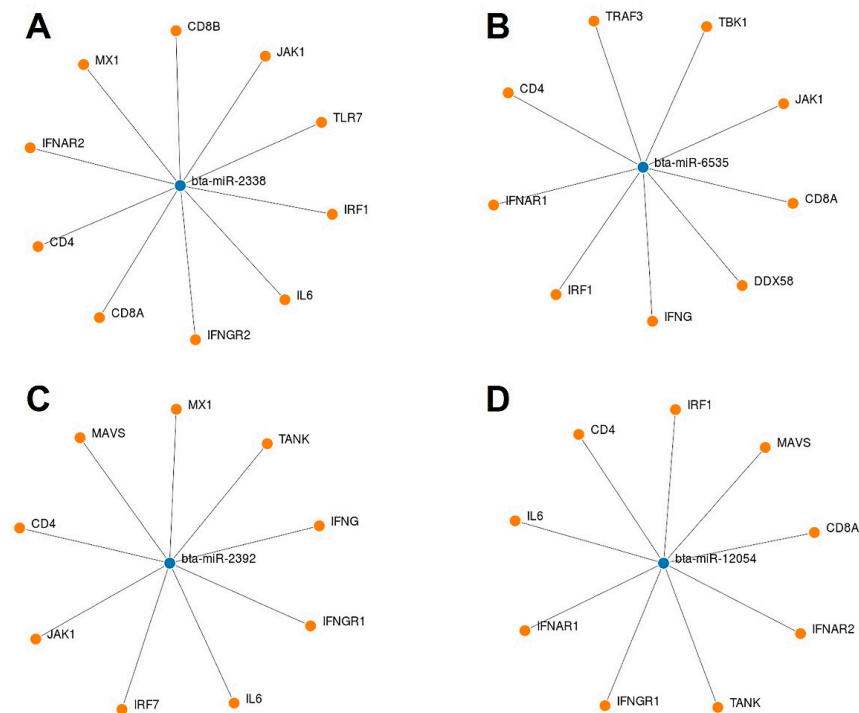 A
CD8B
MX1
JAK1
TLR7
IFNAR2
bta-miR-2338
IRF1
CD4
IL6
CD8A
IFNGR2
B
TRAF3
TBK1
CD4
JAK1
bta-miR-6535
IFNAR1
CD8A
DDX58
IRF1
IFNG
C
MX1
MAVS
TANK
CD4
IFNG
bta-miR-2392
JAK1
IFNGR1
IRF7
IL6
D
IRF1
CD4
MAVS
IL6
CD8A
bta-miR-12054
IFNAR1
IFNAR2
IFNGR1
TANK